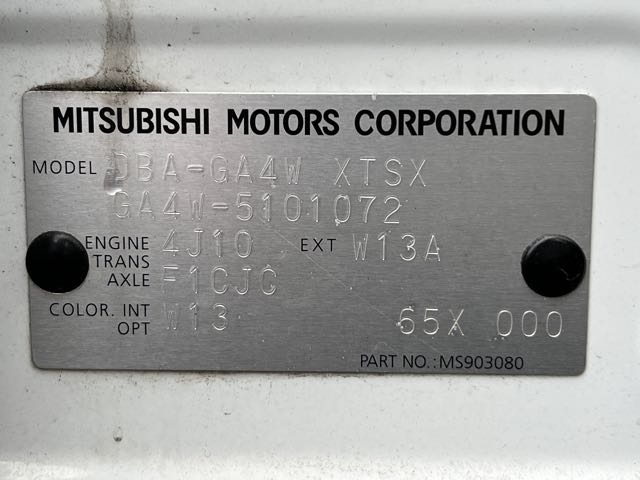 MITSUBISHI MOTORS CORPORATION
MODEL DBA-GA4W XTSX
GA4W-5101072
ENGINE 4J10 EXT W13A
TRANS
AXLE F1CJC
COLOR. INT W13
OPT 65X 000
PART NO.:MS903080